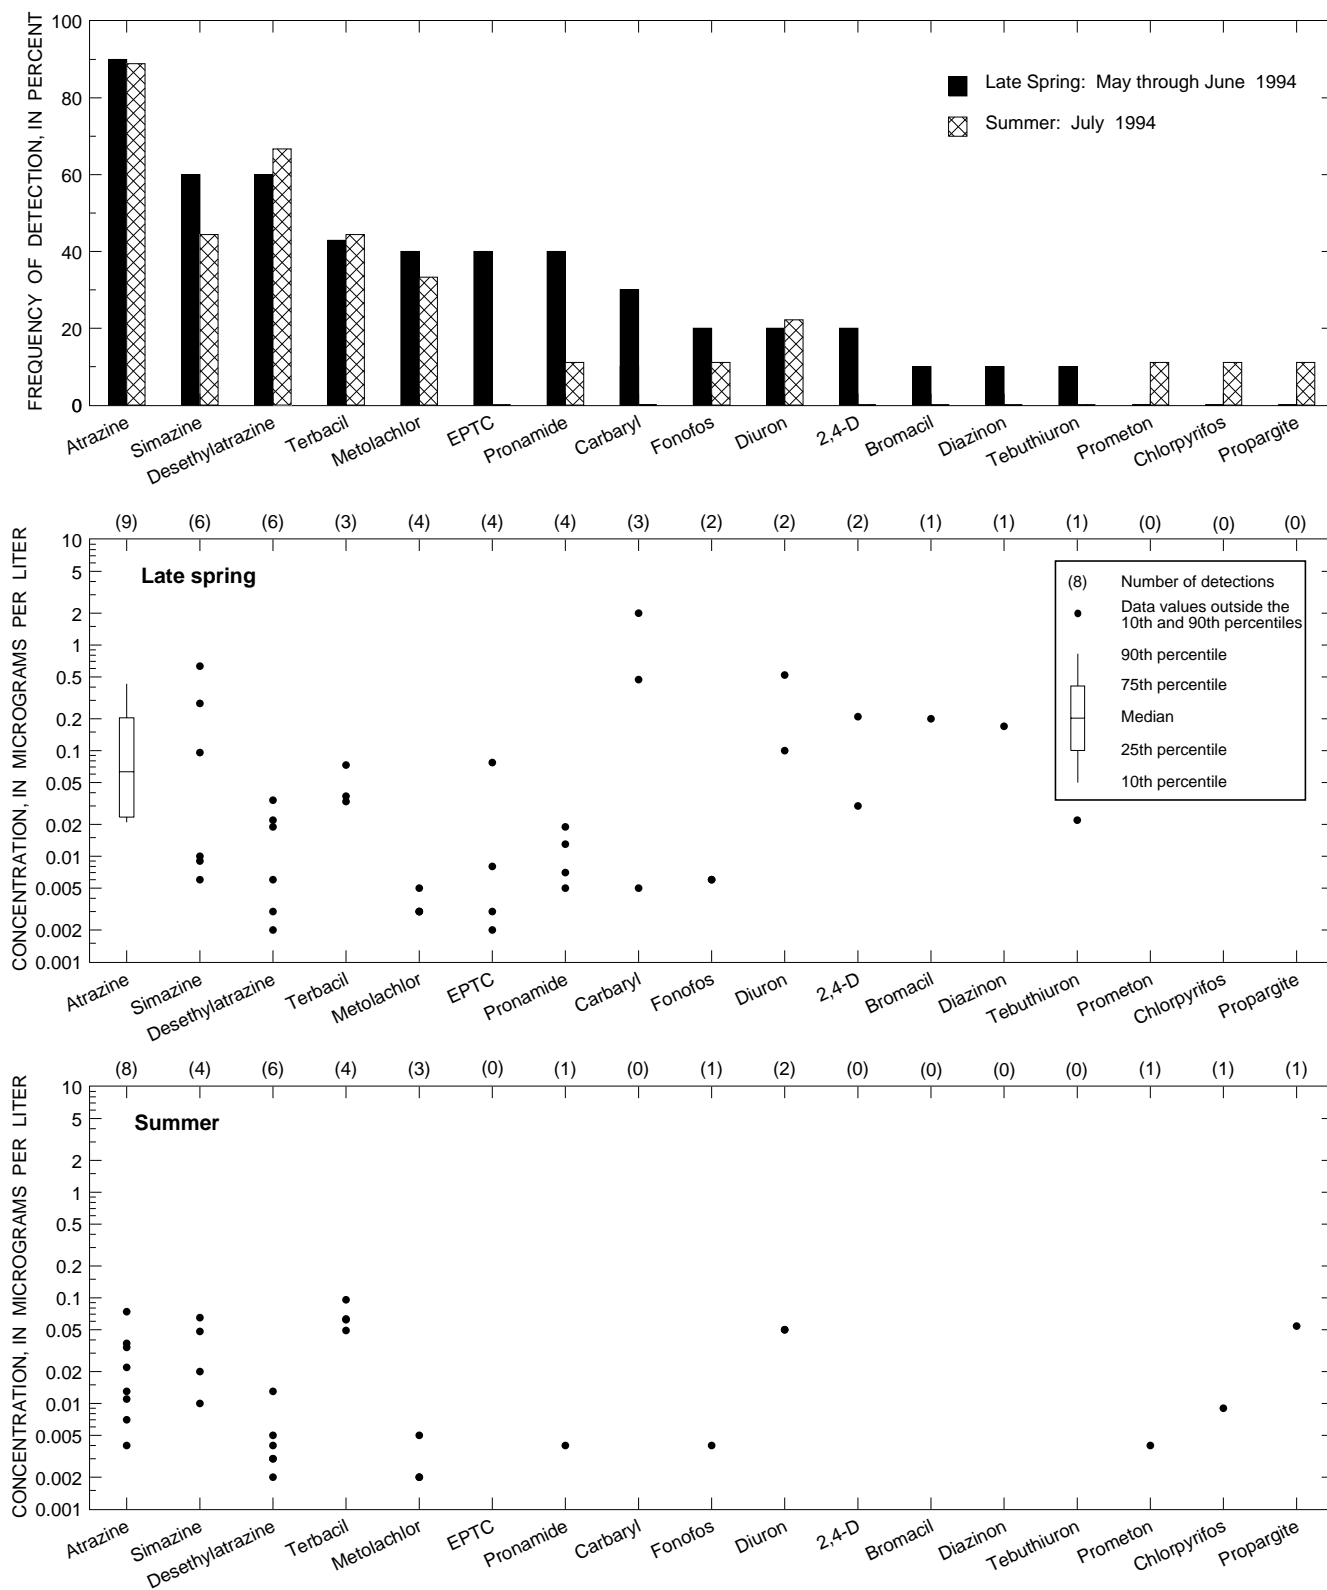 FREQUENCY OF DETECTION, IN PERCENT
100
80
60
40
20
0
Late Spring: May through June 1994
Summer: July 1994
Atrazine
Simazine
Desethylatrazine
Terbacil
Metolachlor
EPTC
Pronamide
Carbaryl
Fonofos
Diuron
2,4-D
Bromacil
Diazinon
Tebuthiuron
Prometon
Chlorpyrifos
Propargite
(9) (6) (6) (3) (4) (4) (4) (3) (2) (2) (2) (1) (1) (1) (0) (0) (0)
CONCENTRATION, IN MICROGRAMS PER LITER
10
5
2
1
0.5
0.2
0.1
0.05
0.02
0.01
0.005
0.002
0.001
Late spring
(8) Number of detections
Data values outside the
10th and 90th percentiles
90th percentile
75th percentile
Median
25th percentile
10th percentile
Atrazine
Simazine
Desethylatrazine
Terbacil
Metolachlor
EPTC
Pronamide
Carbaryl
Fonofos
Diuron
2,4-D
Bromacil
Diazinon
Tebuthiuron
Prometon
Chlorpyrifos
Propargite
(8) (4) (6) (4) (3) (0) (1) (0) (1) (2) (0) (0) (0) (0) (1) (1) (1)
CONCENTRATION, IN MICROGRAMS PER LITER
10
5
2
1
0.5
0.2
0.1
0.05
0.02
0.01
0.005
0.002
0.001
Summer
Atrazine
Simazine
Desethylatrazine
Terbacil
Metolachlor
EPTC
Pronamide
Carbaryl
Fonofos
Diuron
2,4-D
Bromacil
Diazinon
Tebuthiuron
Prometon
Chlorpyrifos
Propargite